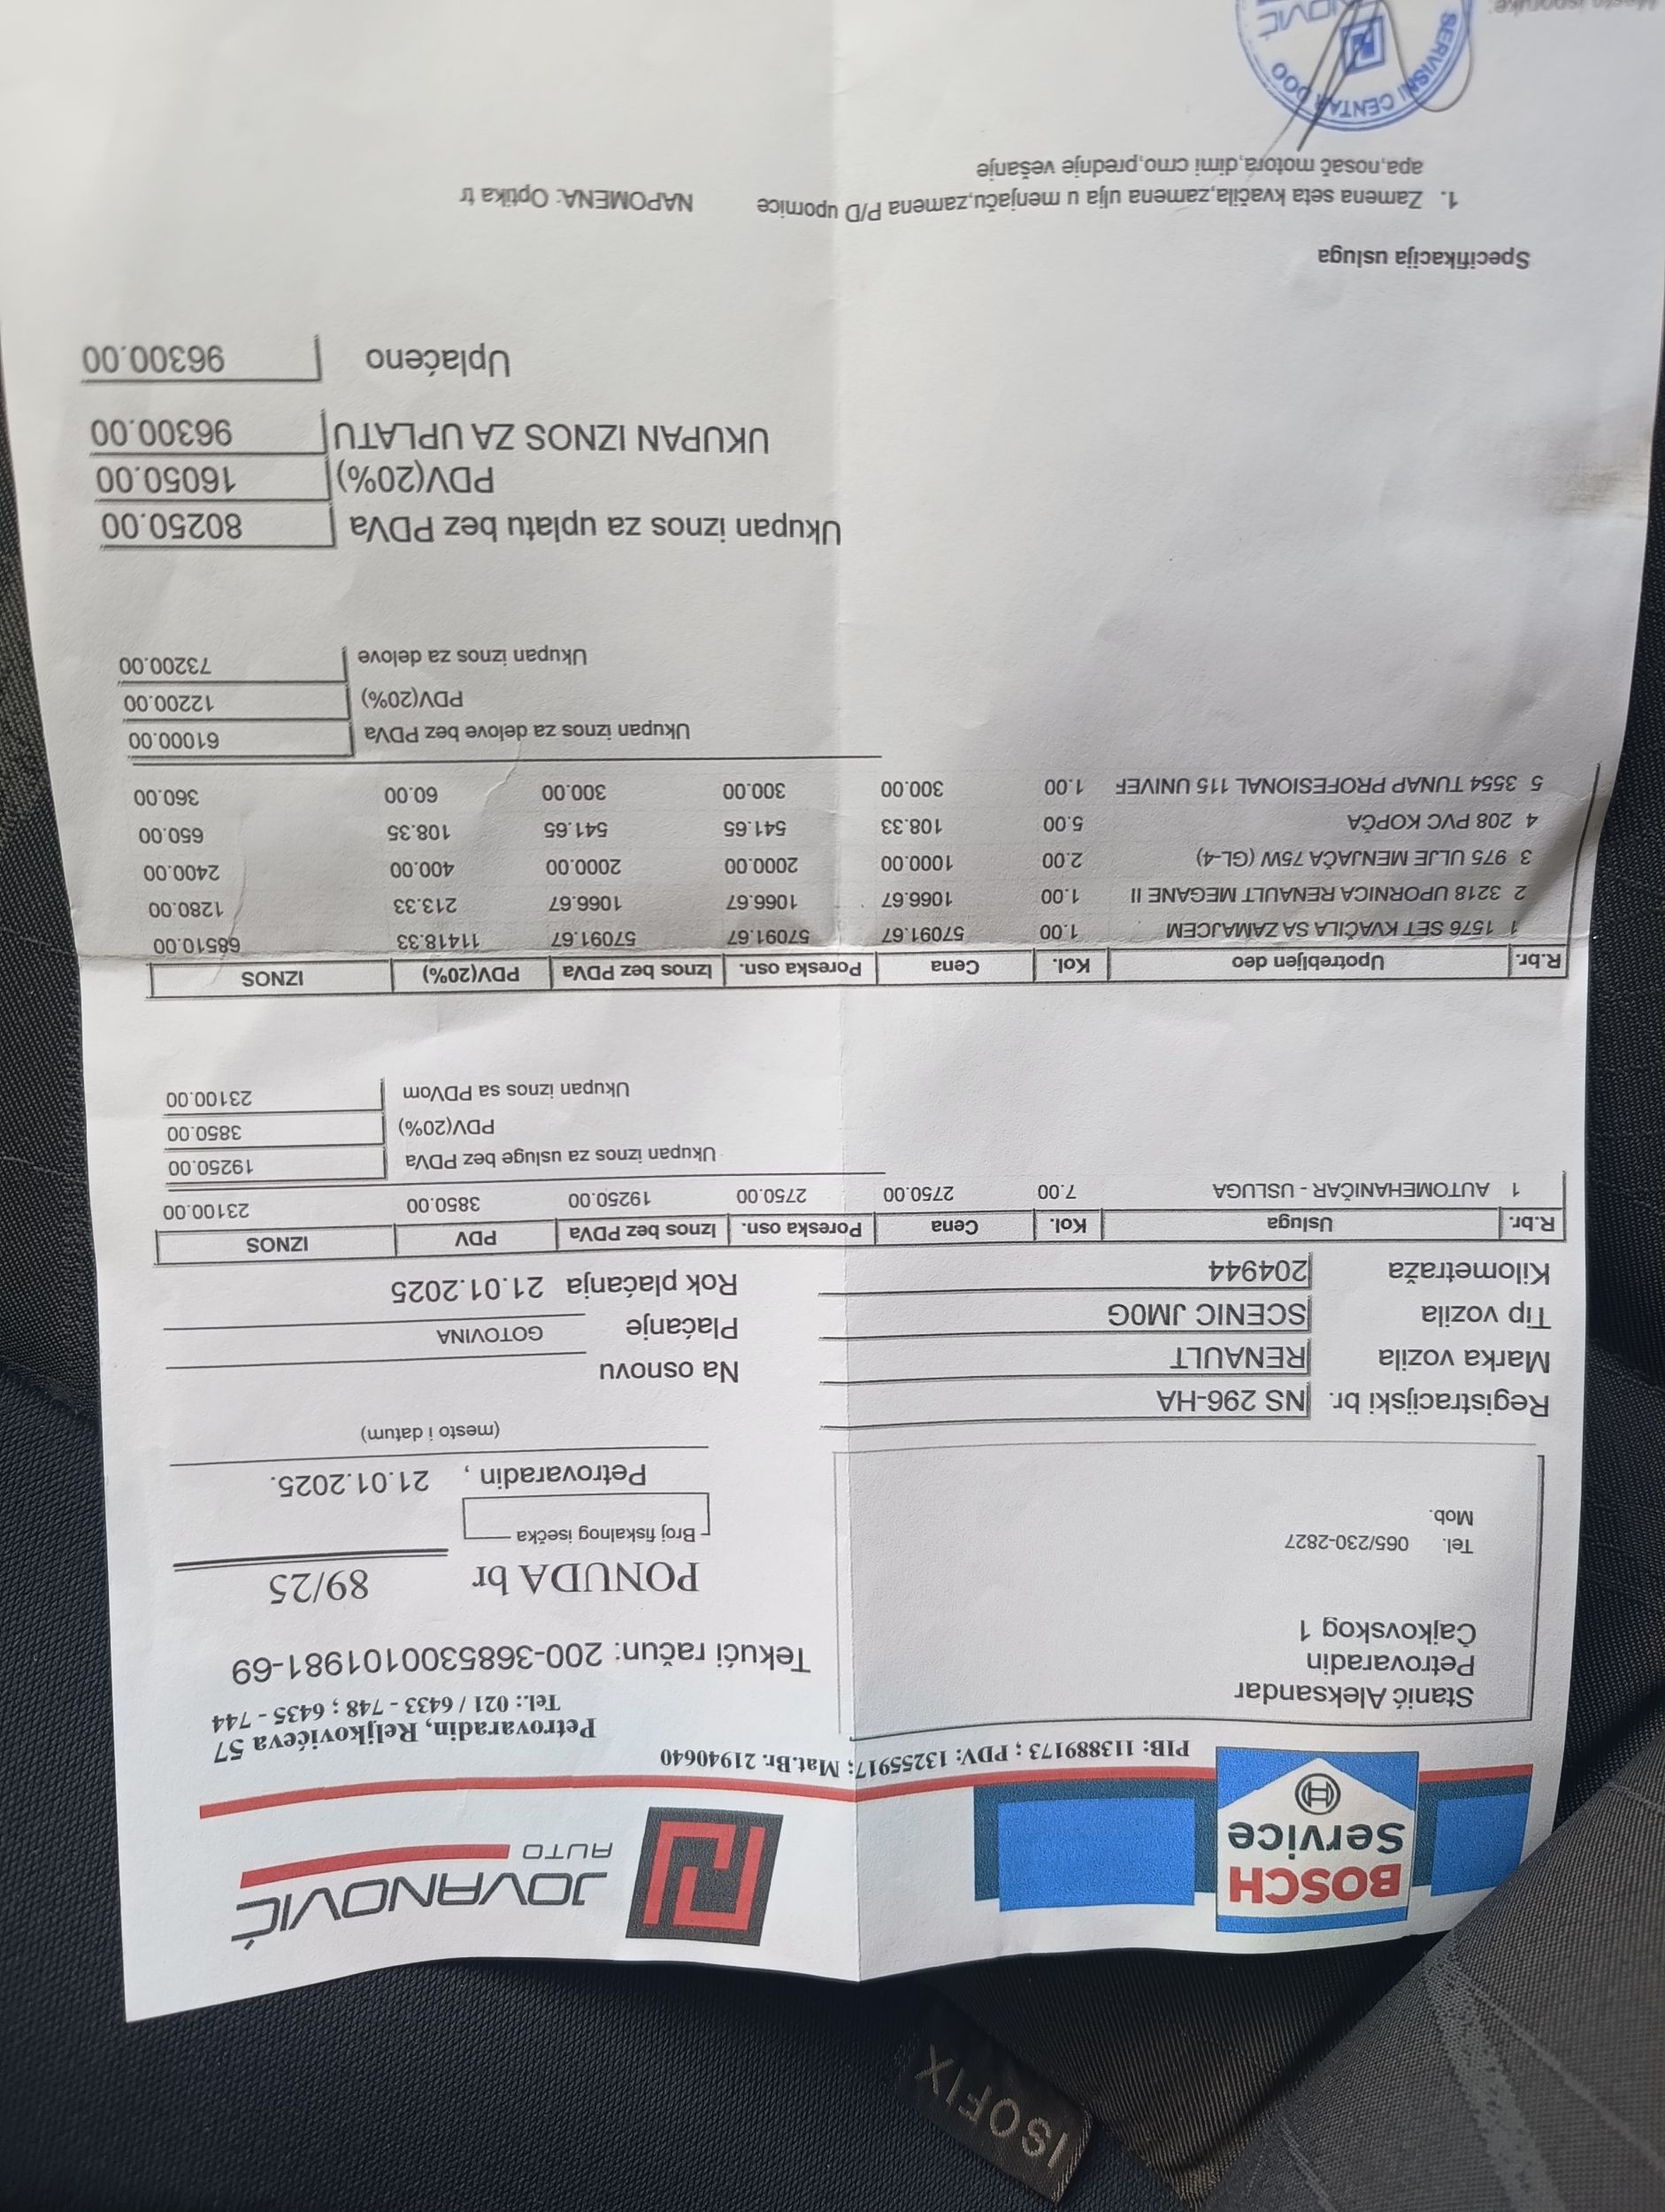 BOSCH
Service
JOVANOVIĆ
AUTO
PIB: 113889173 ; PDV: 13255917; Mat.Br. 21940640
Petrovaradin, Reljkovićeva 57
Tel.: 021 / 6433 - 748 ; 6435 - 744
Tekući račun: 200-3685300101981-69
Stanić Aleksandar
Petrovaradin
Čajkovskog 1
Tel. 065/230-2827
Mob.
PONUDA br 89/25
Broj fiskalnog isečka
Petrovaradin , 21.01.2025.
(mesto i datum)
Registracijski br. NS 296-HA
Marka vozila RENAULT
Tip vozila SCENIC JM0G
Kilometraža 204944
Na osnovu
Plaćanje GOTOVINA
Rok plaćanja 21.01.2025
R.br. Usluga Kol. Cena Poreska osn. Iznos bez PDVa PDV IZNOS
1 AUTOMEHANIČAR - USLUGA 7.00 2750.00 2750.00 19250.00 3850.00 23100.00
Ukupan iznos za usluge bez PDVa 19250.00
PDV(20%) 3850.00
Ukupan iznos sa PDVom 23100.00
R.br. Upotrebljen deo Kol. Cena Poreska osn. Iznos bez PDVa PDV(20%) IZNOS
1 1576 SET KVAČILA SA ZAMAJCEM 1.00 57091.67 57091.67 57091.67 11418.33 68510.00
2 3218 UPORNICA RENAULT MEGANE II 1.00 1066.67 1066.67 1066.67 213.33 1280.00
3 975 ULJE MENJAČA 75W (GL-4) 2.00 1000.00 2000.00 2000.00 400.00 2400.00
4 208 PVC KOPČA 5.00 108.33 541.65 541.65 108.35 650.00
5 3554 TUNAP PROFESIONAL 115 UNIVEF 1.00 300.00 300.00 300.00 60.00 360.00
Ukupan iznos za delove bez PDVa 61000.00
PDV(20%) 12200.00
Ukupan iznos za delove 73200.00
Ukupan iznos za uplatu bez PDVa 80250.00
PDV(20%) 16050.00
UKUPAN IZNOS ZA UPLATU 96300.00
Uplaćeno 96300.00
Specifikacija usluga
1. Zamena seta kvačila,zamena ulja u menjaču,zamena P/D upornice NAPOMENA: Optika tr
apa,nosač motora,dimi crno,prednje vešanje
SERVISNI CENTAR DOO
ISOFIX